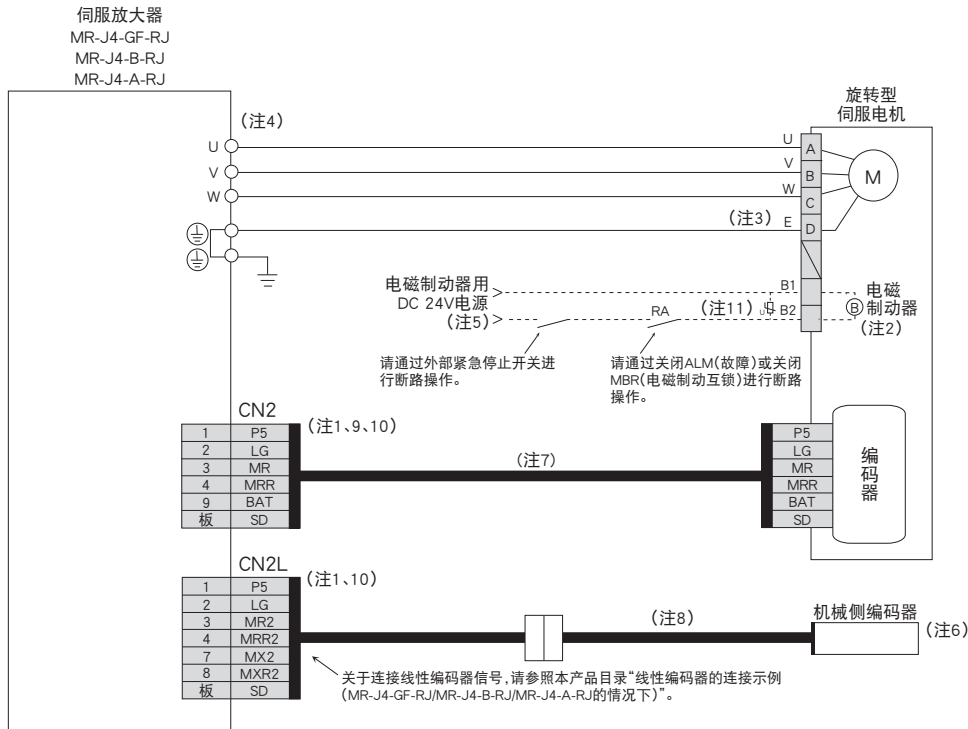 伺服放大器
MR-J4-GF-RJ
MR-J4-B-RJ
MR-J4-A-RJ
旋转型
伺服电机
(注4)
U
V
W
U
V
W
(注3) E
A
B
C
D
M
电磁制动器用
DC 24V电源
(注5)
RA
(注11)
U
B1
B2
B
电磁
制动器
(注2)
请通过外部紧急停止开关进
行断路操作。
请通过关闭ALM(故障)或关闭
MBR(电磁制动互锁)进行断路
操作。
CN2
(注1、9、10)
1 P5
2 LG
3 MR
4 MRR
9 BAT
板 SD
(注7)
P5
LG
MR
MRR
BAT
SD
编
码
器
CN2L
(注1、10)
1 P5
2 LG
3 MR2
4 MRR2
7 MX2
8 MXR2
板 SD
(注8)
机械侧编码器
(注6)
关于连接线性编码器信号,请参照本产品目录“线性编码器的连接示例
(MR-J4-GF-RJ/MR-J4-B-RJ/MR-J4-A-RJ的情况下)”。